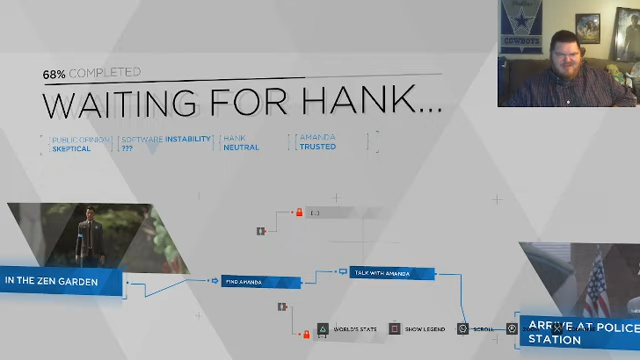 COWBOYS
68% COMPLETED
WAITING FOR HANK...
PUBLIC OPINION
SKEPTICAL
SOFTWARE INSTABILITY
???
HANK
NEUTRAL
AMANDA
TRUSTED
IN THE ZEN GARDEN
FIND AMANDA
TALK WITH AMANDA
ARRIVE AT POLICE
STATION
WORLD'S STATS
SHOW LEGEND
SCROLL